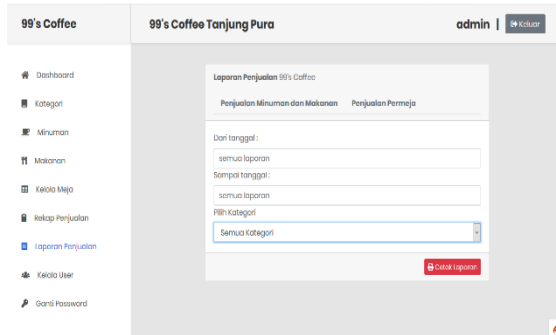 99's Coffee
99's Coffee Tanjung Pura
admin | Keluar
Dashboard
Kategori
Minuman
Makanan
Kelola Meja
Rekap Penjualan
Laporan Penjualan
Kelola User
Ganti Password
Laporan Penjualan 99's Coffee
Penjualan Minuman dan Makanan Penjualan Permeja
Dari tanggal :
semua laporan
Sampai tanggal :
semua laporan
Pilih Kategori
Semua Kategori
Cetak Laporan